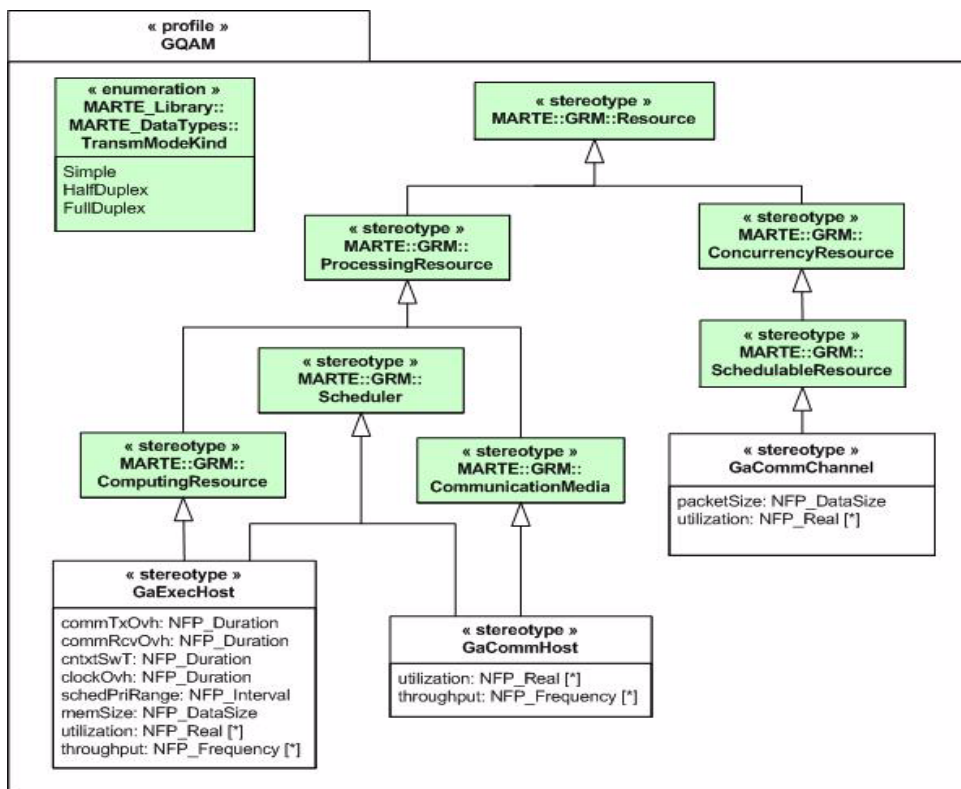 « profile »
GQAM
« enumeration »
MARTE_Library::
MARTE_DataTypes::
TransmModeKind
Simple
HalfDuplex
FullDuplex
« stereotype »
MARTE::GRM::Resource
« stereotype »
MARTE::GRM::
ProcessingResource
« stereotype »
MARTE::GRM::
ConcurrencyResource
« stereotype »
MARTE::GRM::
Scheduler
« stereotype »
MARTE::GRM::
SchedulableResource
« stereotype »
MARTE::GRM::
ComputingResource
« stereotype »
MARTE::GRM::
CommunicationMedia
« stereotype »
GaCommChannel
packetSize: NFP_DataSize
utilization: NFP_Real [*]
« stereotype »
GaExecHost
commTxOvh: NFP_Duration
commRcvOvh: NFP_Duration
cntxtSwT: NFP_Duration
clockOvh: NFP_Duration
schedPriRange: NFP_Interval
memSize: NFP_DataSize
utilization: NFP_Real [*]
throughput: NFP_Frequency [*]
« stereotype »
GaCommHost
utilization: NFP_Real [*]
throughput: NFP_Frequency [*]